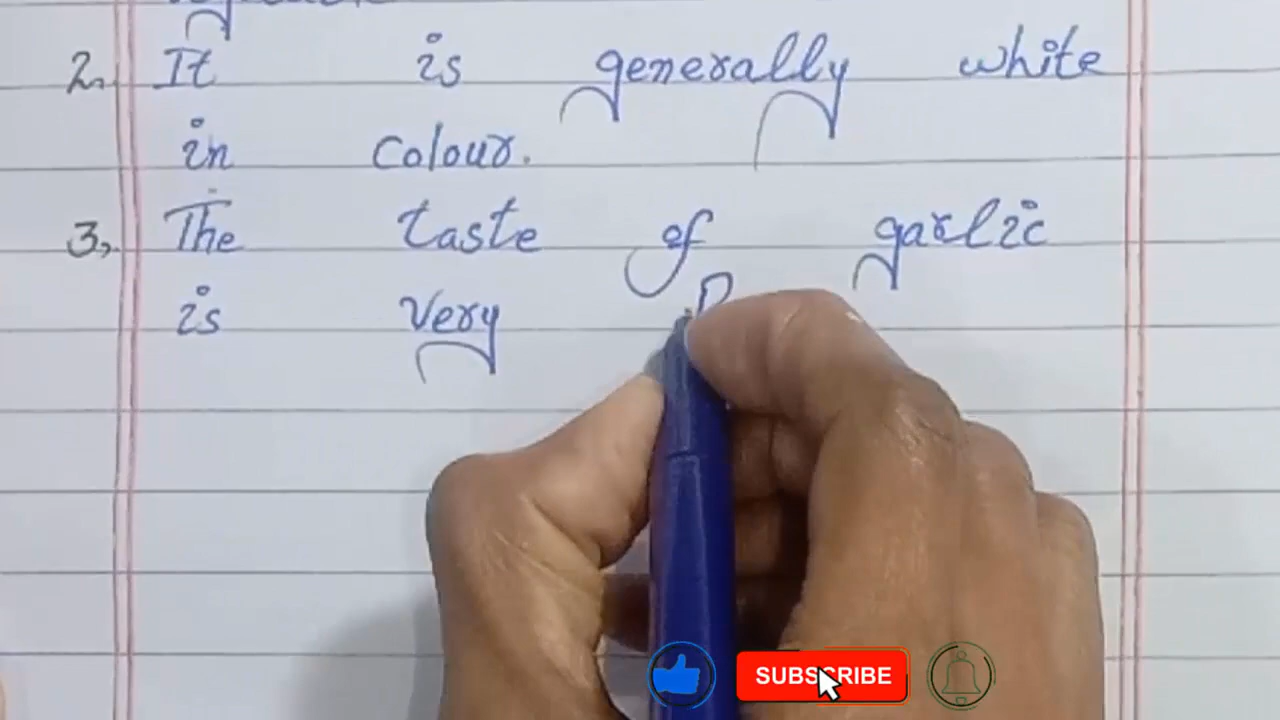 2. It is generally white
in colour.
3, The taste of garlic
is very
SUBSCRIBE